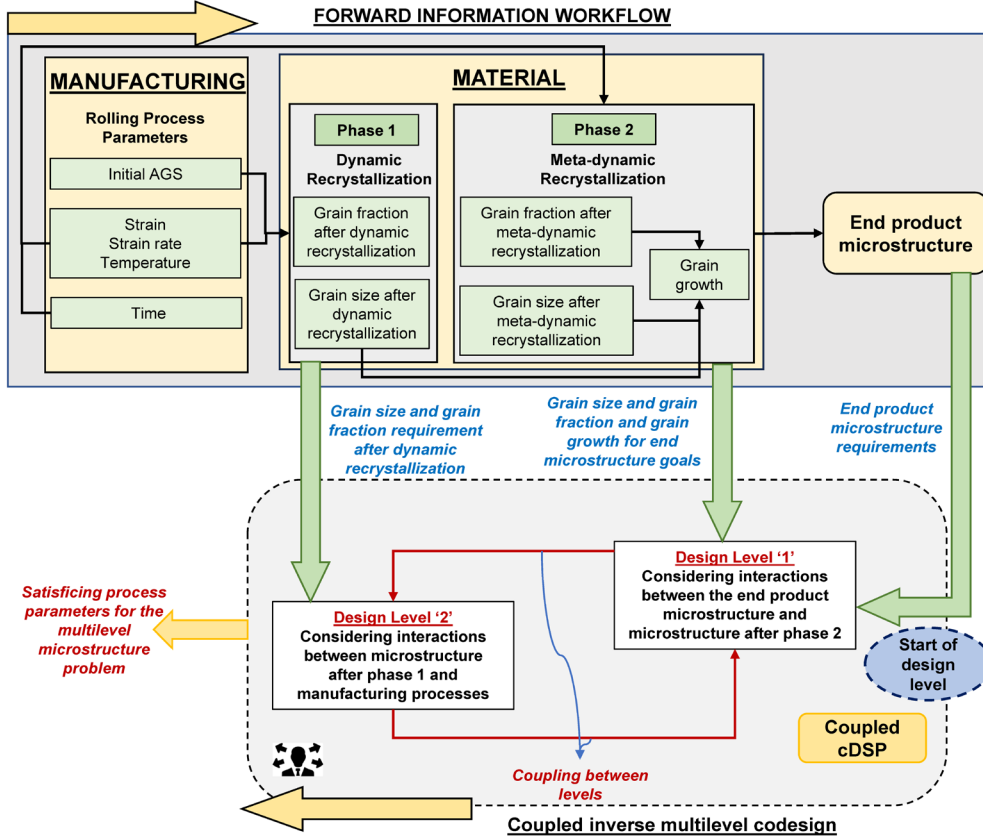 FORWARD INFORMATION WORKFLOW
MANUFACTURING
Rolling Process
Parameters
Initial AGS
Strain
Strain rate
Temperature
Time
MATERIAL
Phase 1
Dynamic
Recrystallization
Grain fraction
after dynamic
recrystallization
Grain size after
dynamic
recrystallization
Phase 2
Meta-dynamic
Recrystallization
Grain fraction after
meta-dynamic
recrystallization
Grain size after
meta-dynamic
recrystallization
Grain
growth
End product
microstructure
Grain size and grain
fraction requirement
after dynamic
recrystallization
Grain size and grain
fraction and grain
growth for end
microstructure goals
End product
microstructure
requirements
Design Level '1'
Considering interactions
between the end product
microstructure and
microstructure after phase 2
Design Level '2'
Considering interactions
between microstructure
after phase 1 and
manufacturing processes
Satisficing process
parameters for the
multilevel
microstructure
problem
Start of
design
level
Coupled
cDSP
Coupling between
levels
Coupled inverse multilevel codesign